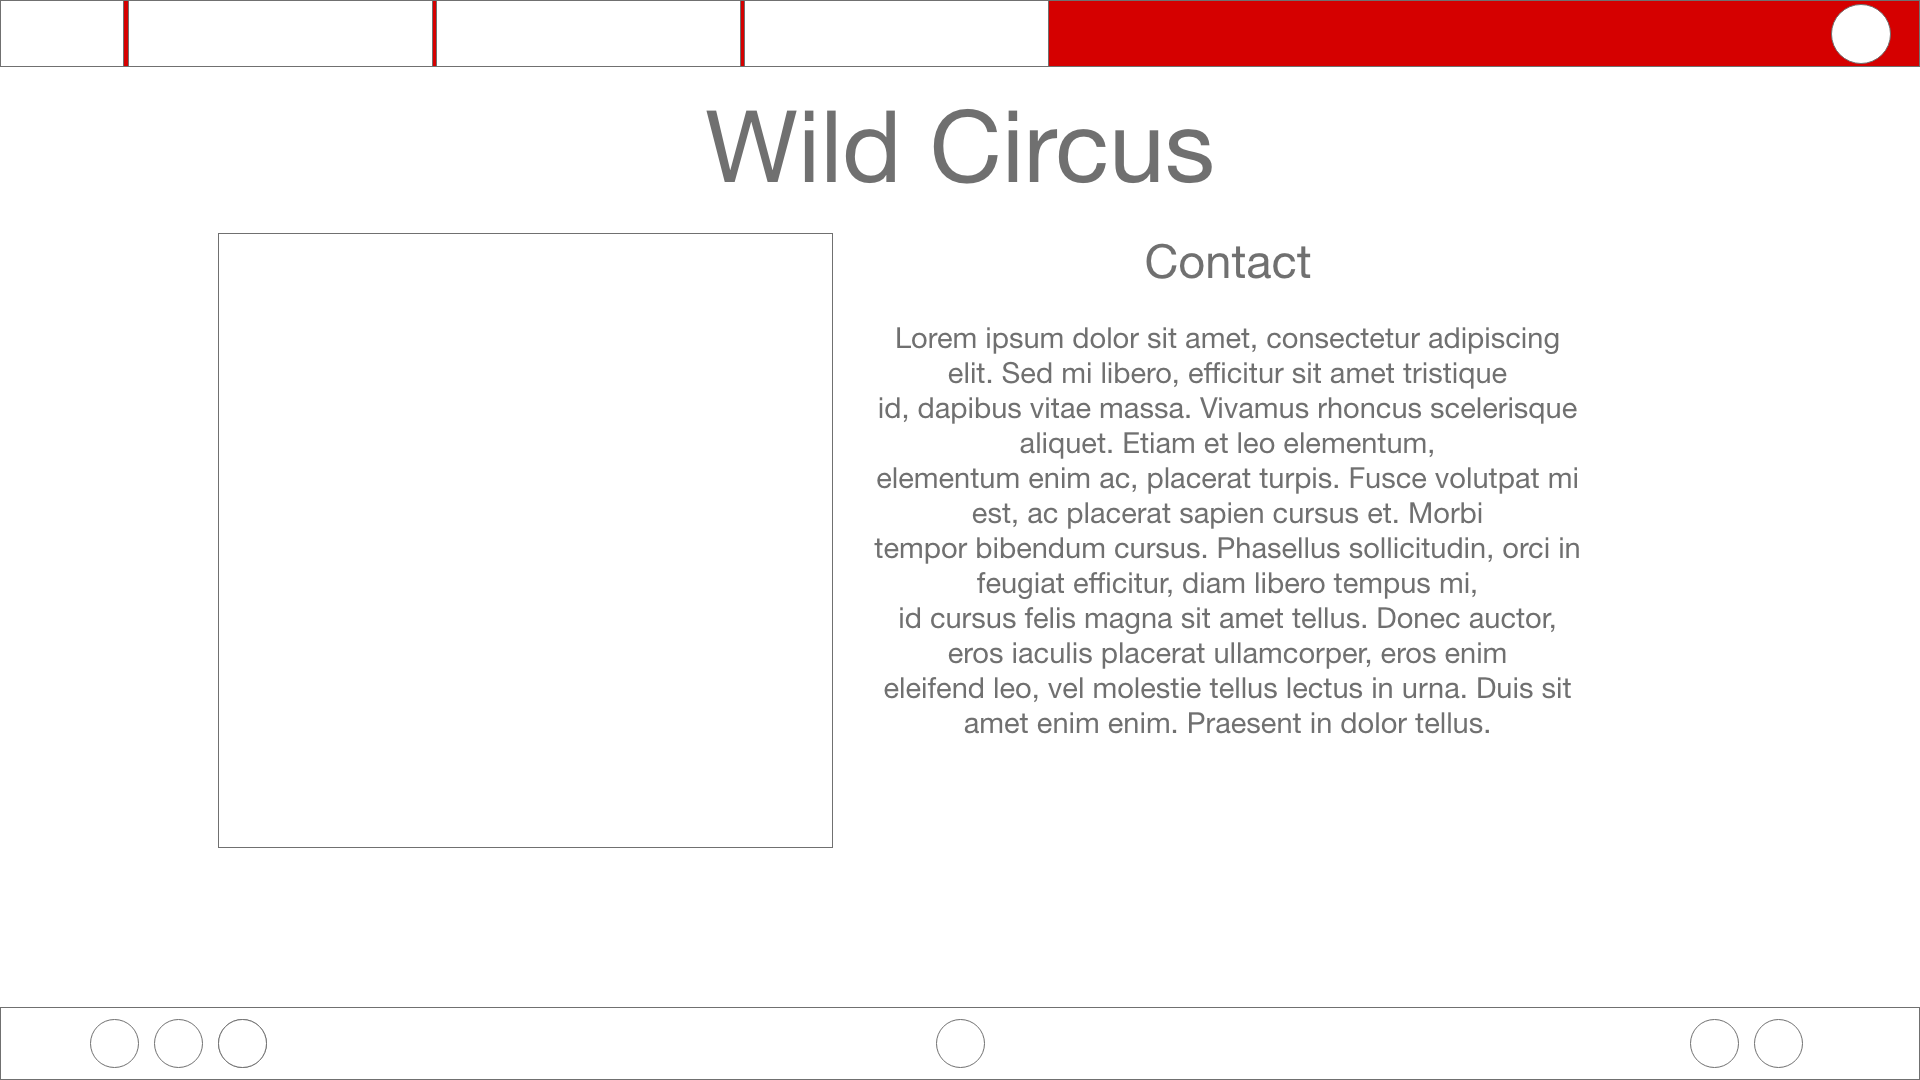 Wild Circus
Contact
Lorem ipsum dolor sit amet, consectetur adipiscing
elit. Sed mi libero, efficitur sit amet tristique
id, dapibus vitae massa. Vivamus rhoncus scelerisque
aliquet. Etiam et leo elementum,
elementum enim ac, placerat turpis. Fusce volutpat mi
est, ac placerat sapien cursus et. Morbi
tempor bibendum cursus. Phasellus sollicitudin, orci in
feugiat efficitur, diam libero tempus mi,
id cursus felis magna sit amet tellus. Donec auctor,
eros iaculis placerat ullamcorper, eros enim
eleifend leo, vel molestie tellus lectus in urna. Duis sit
amet enim enim. Praesent in dolor tellus.